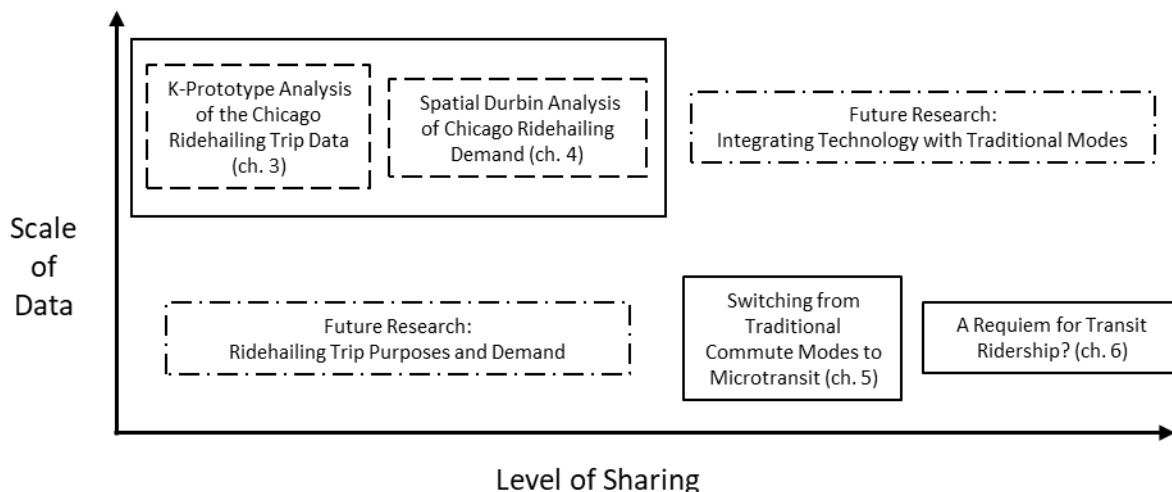 K-Prototype Analysis
of the Chicago
Ridehailing Trip Data
(ch. 3)
Spatial Durbin Analysis
of Chicago Ridehailing
Demand (ch. 4)
Future Research:
Integrating Technology with Traditional Modes
Scale
of
Data
Future Research:
Ridehailing Trip Purposes and Demand
Switching from
Traditional
Commute Modes to
Microtransit (ch. 5)
A Requiem for Transit
Ridership? (ch. 6)
Level of Sharing